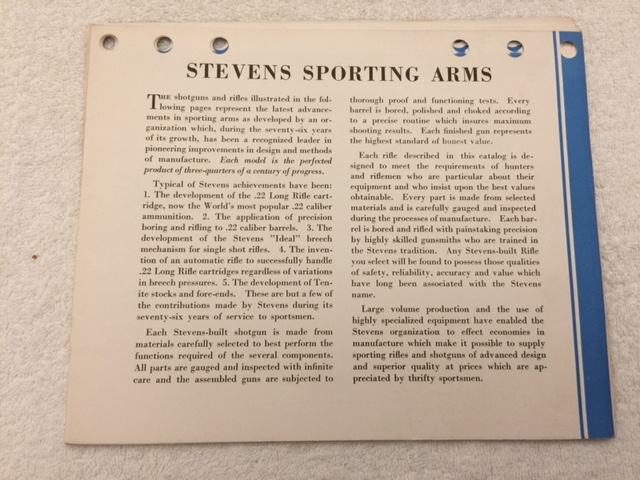 STEVENS SPORTING ARMS
THE shotguns and rifles illustrated in the fol-
lowing pages represent the latest advance-
ments in sporting arms as developed by an or-
ganization which, during the seventy-six years
of its growth, has been a recognized leader in
pioneering improvements in design and methods
of manufacture. Each model is the perfected
product of three-quarters of a century of progress.
Typical of Stevens achievements have been:
1. The development of the .22 Long Rifle cart-
ridge, now the World's most popular .22 caliber
ammunition. 2. The application of precision
boring and rifling to .22 caliber barrels. 3. The
development of the Stevens "Ideal" breech
mechanism for single shot rifles. 4. The inven-
tion of an automatic rifle to successfully handle
.22 Long Rifle cartridges regardless of variations
in breech pressures. 5. The development of Ten-
ite stocks and fore-ends. These are but a few of
the contributions made by Stevens during its
seventy-six years of service to sportsmen.
Each Stevens-built shotgun is made from
materials carefully selected to best perform the
functions required of the several components.
All parts are gauged and inspected with infinite
care and the assembled guns are subjected to
thorough proof and functioning tests. Every
barrel is bored, polished and choked according
to a precise routine which insures maximum
shooting results. Each finished gun represents
the highest standard of honest value.
Each rifle described in this catalog is de-
signed to meet the requirements of hunters
and riflemen who are particular about their
equipment and who insist upon the best values
obtainable. Every part is made from selected
materials and is carefully gauged and inspected
during the processes of manufacture. Each bar-
rel is bored and rifled with painstaking precision
by highly skilled gunsmiths who are trained in
the Stevens tradition. Any Stevens-built Rifle
you select will be found to possess those qualities
of safety, reliability, accuracy and value which
have long been associated with the Stevens
name.
Large volume production and the use of
highly specialized equipment have enabled the
Stevens organization to effect economies in
manufacture which make it possible to supply
sporting rifles and shotguns of advanced design
and superior quality at prices which are ap-
preciated by thrifty sportsmen.